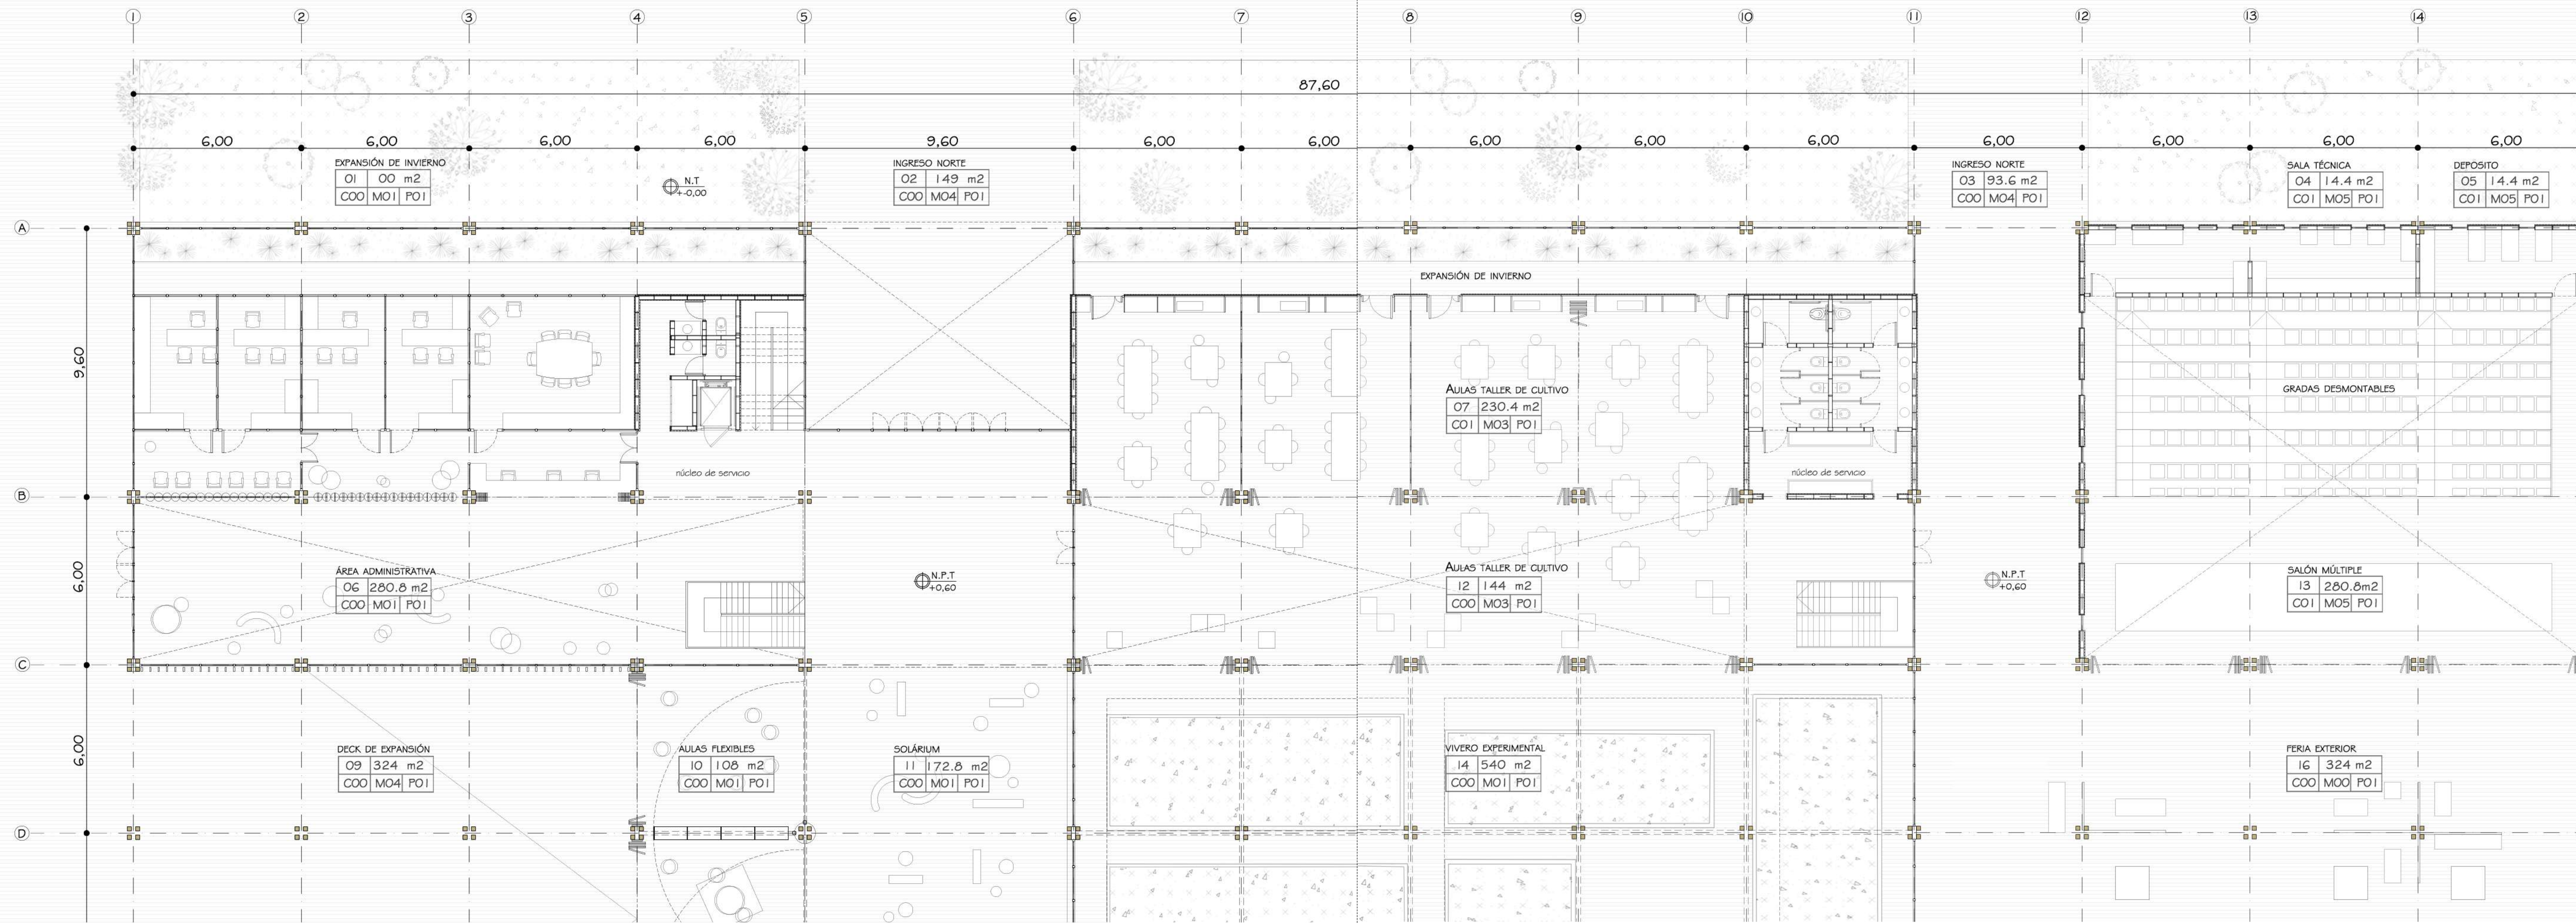 1 2 3 4 5 6 7 8 9 10 11 12 13 14
87,60
6,00 6,00 6,00 6,00 9,60 6,00 6,00 6,00 6,00 6,00 6,00 6,00 6,00 6,00
EXPANSIÓN DE INVIERNO
01 00 m2
C00 M01 P01
N.T
+-0,00
INGRESO NORTE
02 149 m2
C00 M04 P01
INGRESO NORTE
03 93.6 m2
C00 M04 P01
SALA TÉCNICA
04 14.4 m2
C01 M05 P01
DEPOSITO
05 14.4 m2
C01 M05 P01
A
EXPANSIÓN DE INVIERNO
9,60
AULAS TALLER DE CULTIVO
07 230.4 m2
C01 M03 P01
GRADAS DESMONTABLES
núcleo de servicio
núcleo de servicio
B
6,00
ÁREA ADMINISTRATIVA
06 280.8 m2
C00 M01 P01
N.P.T
+0,60
AULAS TALLER DE CULTIVO
12 144 m2
C00 M03 P01
N.P.T
+0,60
SALÓN MÚLTIPLE
13 280.8m2
C01 M05 P01
C
6,00
DECK DE EXPANSIÓN
09 324 m2
C00 M04 P01
AULAS FLEXIBLES
10 108 m2
C00 M01 P01
SOLÁRIUM
11 172.8 m2
C00 M01 P01
VIVERO EXPERIMENTAL
14 540 m2
C00 M01 P01
FERIA EXTERIOR
16 324 m2
C00 M00 P01
D